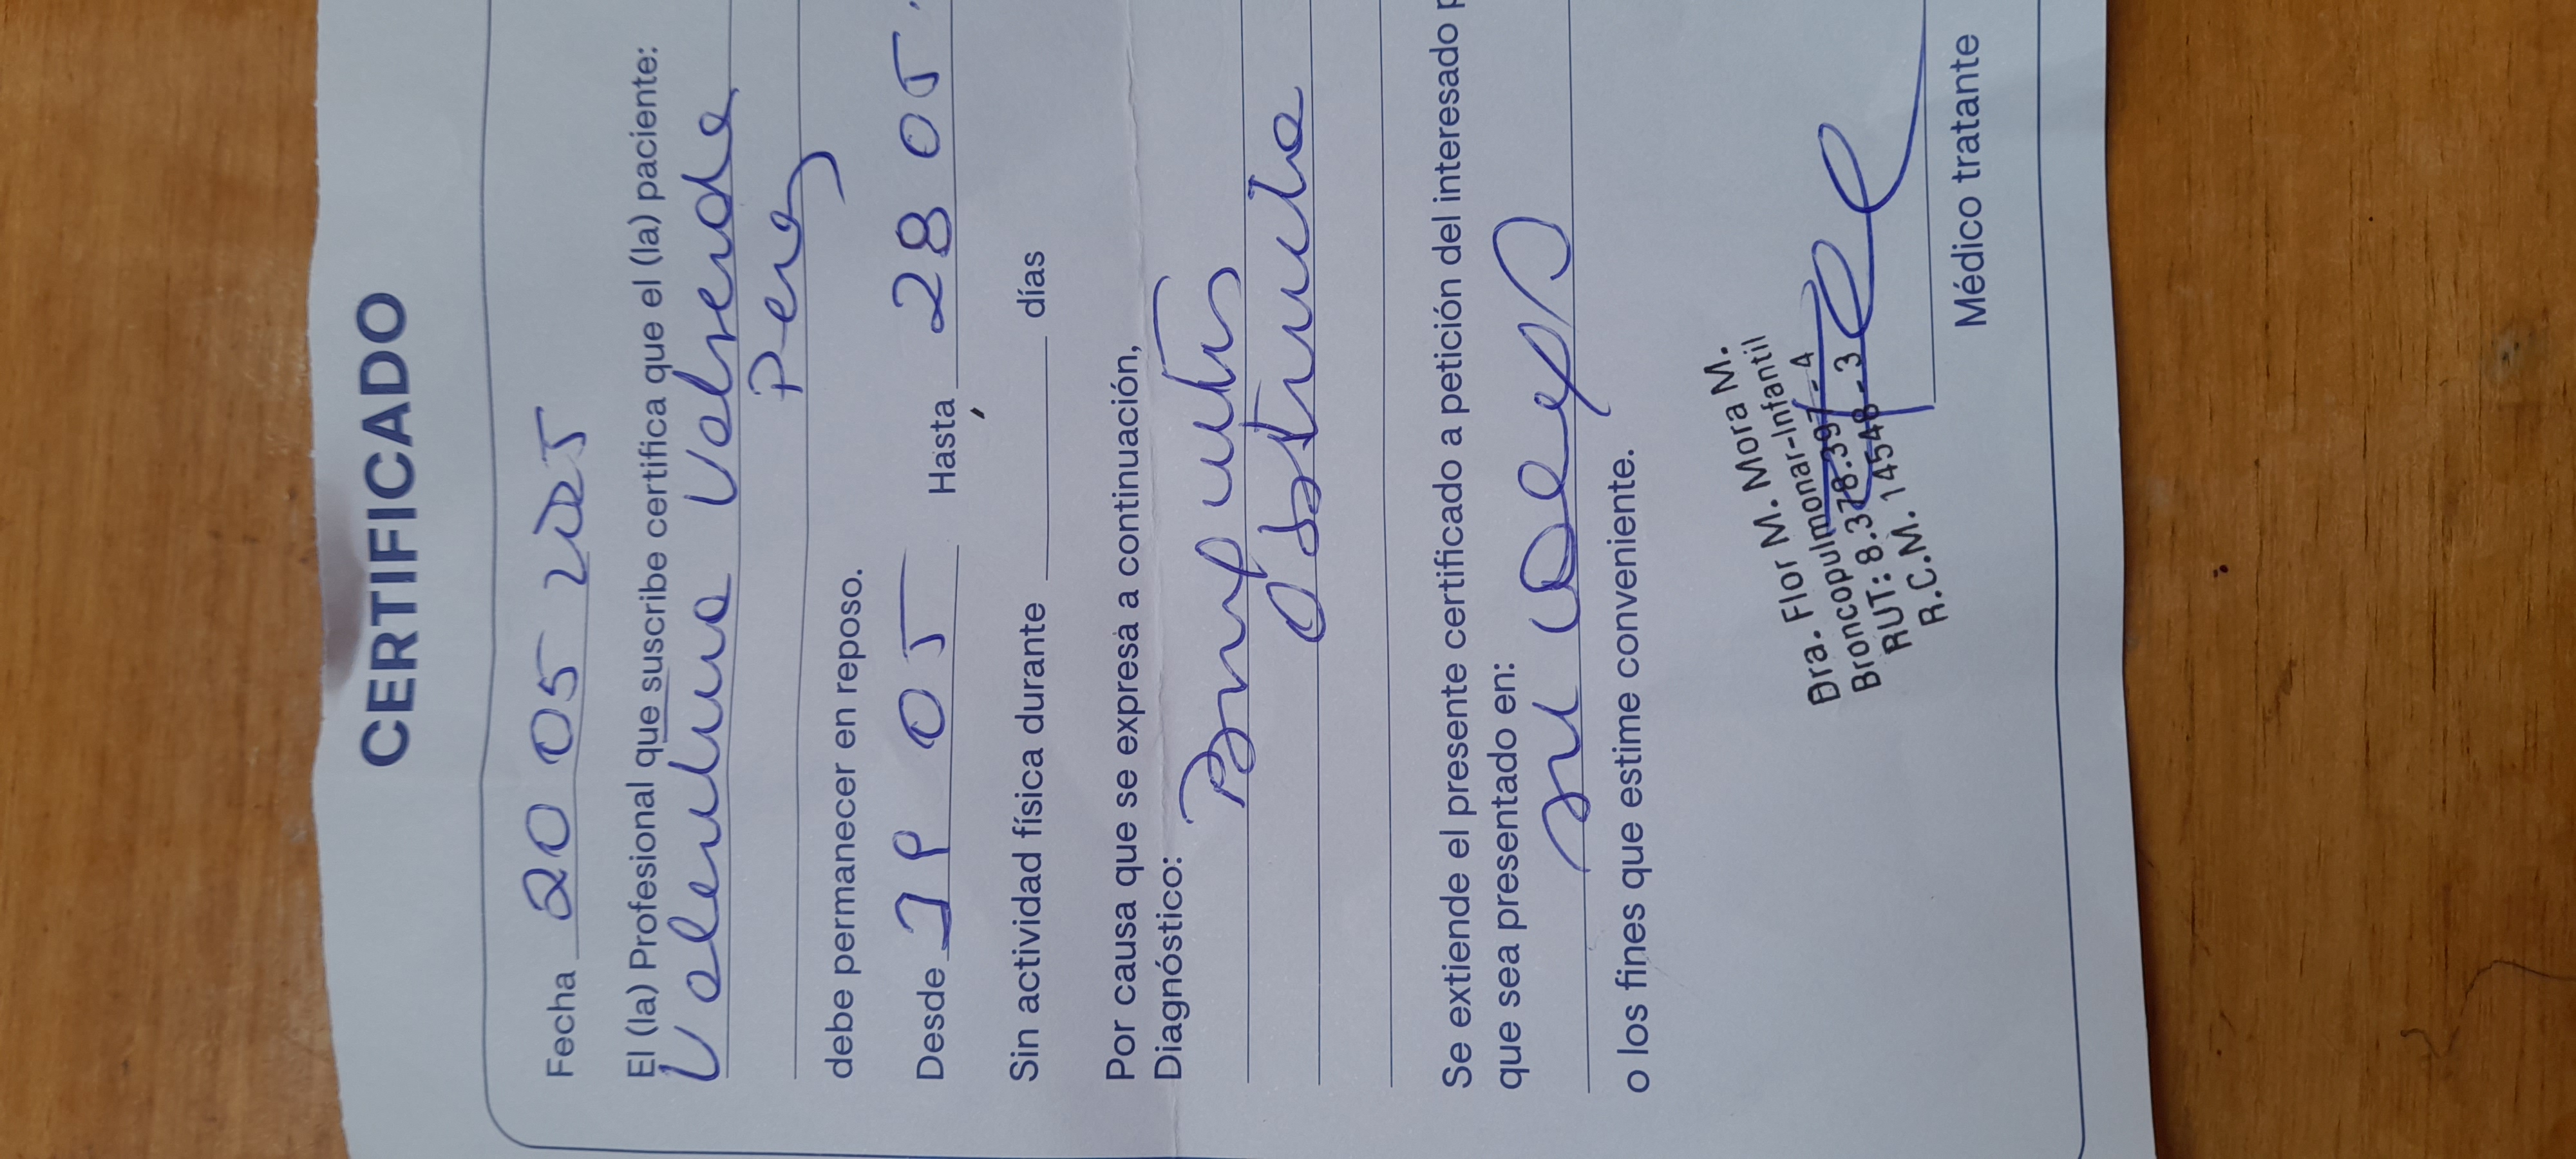 CERTIFICADO
Fecha 20 05 2025
El (la) Profesional que suscribe certifica que el (la) paciente:
Valentina Valverde
debe permanecer en reposo.
Desde 19 05 Hasta 28 05.
Sin actividad física durante días
Por causa que se expresa a continuación,
Diagnóstico:
Bronquitis
Obstructiva
Se extiende el presente certificado a petición del interesado p
que sea presentado en:
su
o los fines que estime conveniente.
Dra. Flor M. Mora M.
Broncopulmonar-Infantil
RUT: 8.378.397-4
R.C.M. 14548-3
Médico tratante